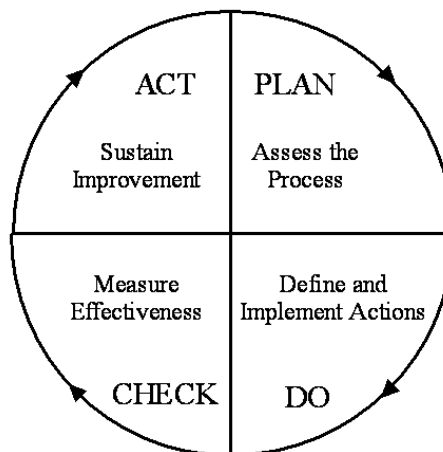 ACT
PLAN
Sustain
Improvement
Assess the
Process
Measure
Effectiveness
Define and
Implement Actions
CHECK
DO